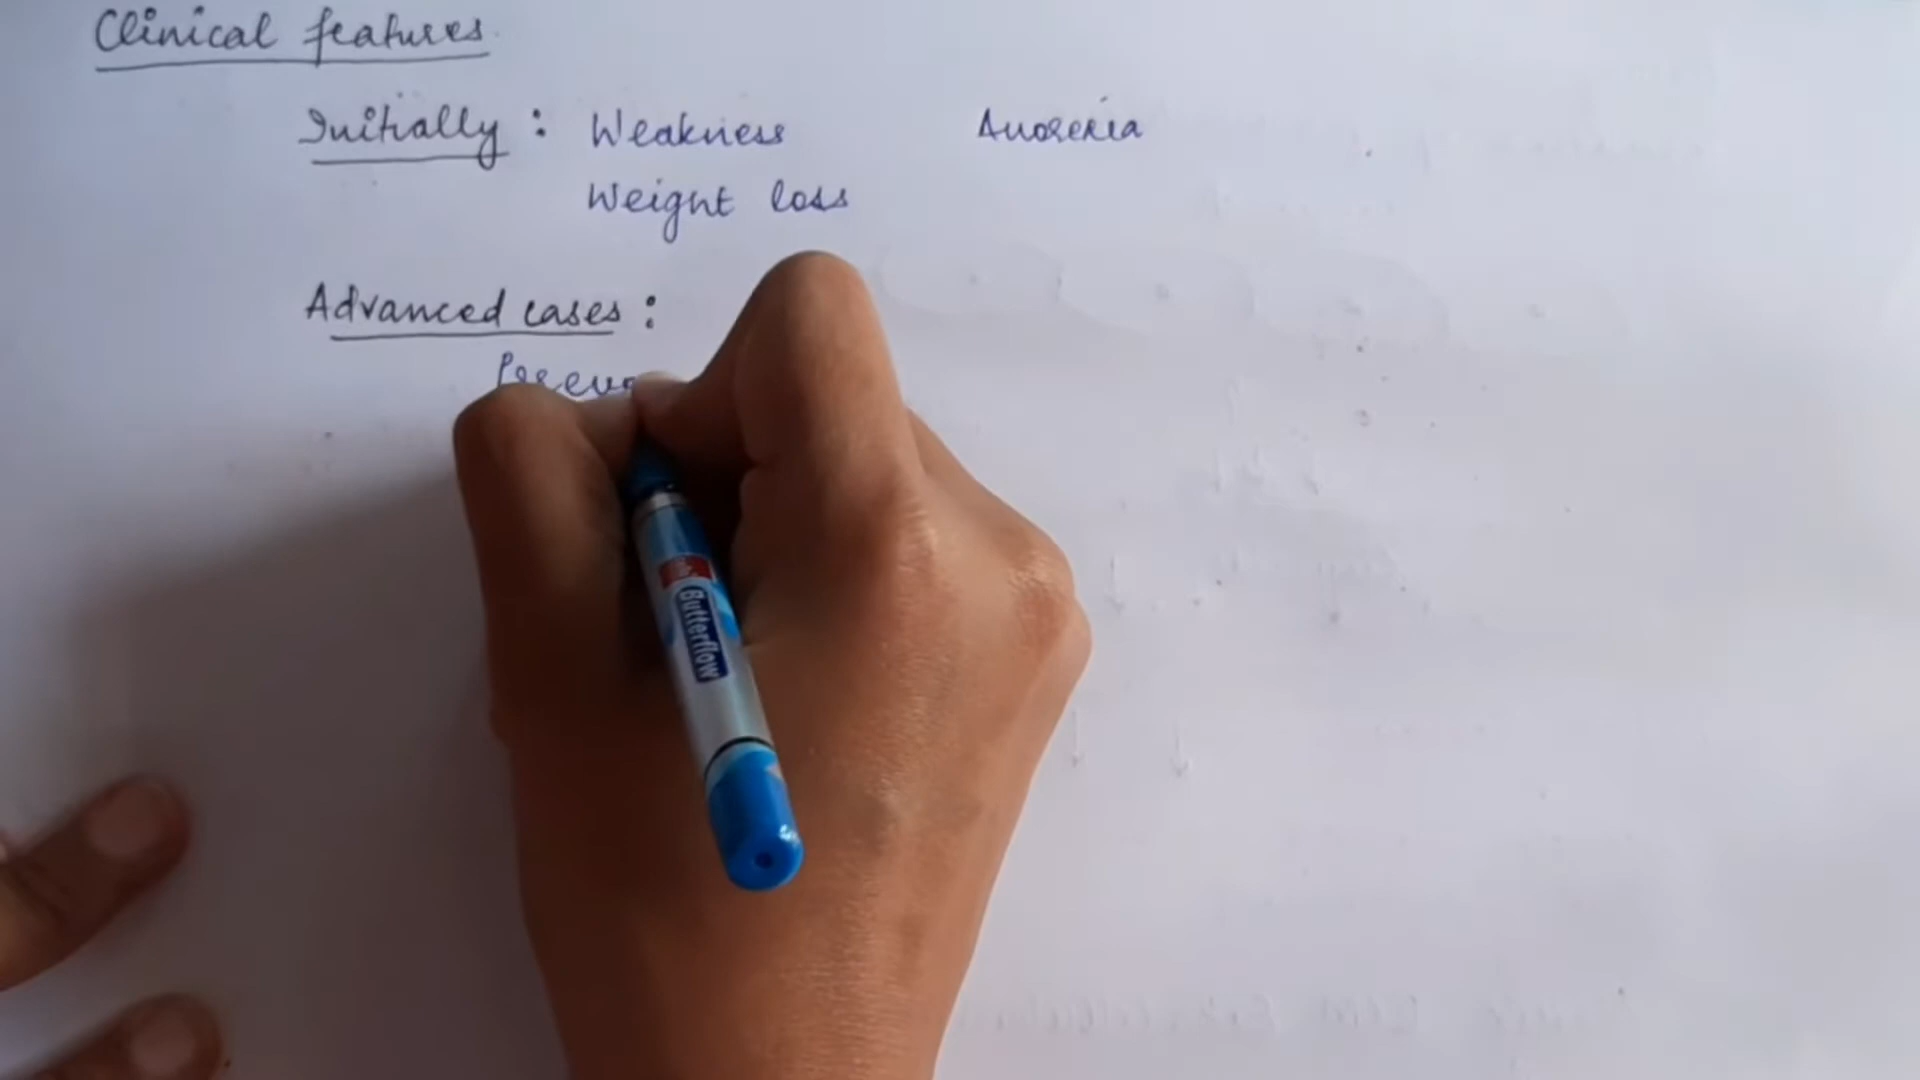 Clinical features.
Initially : Weakness Anorexia
Weight loss
Advanced cases :
Butterflow